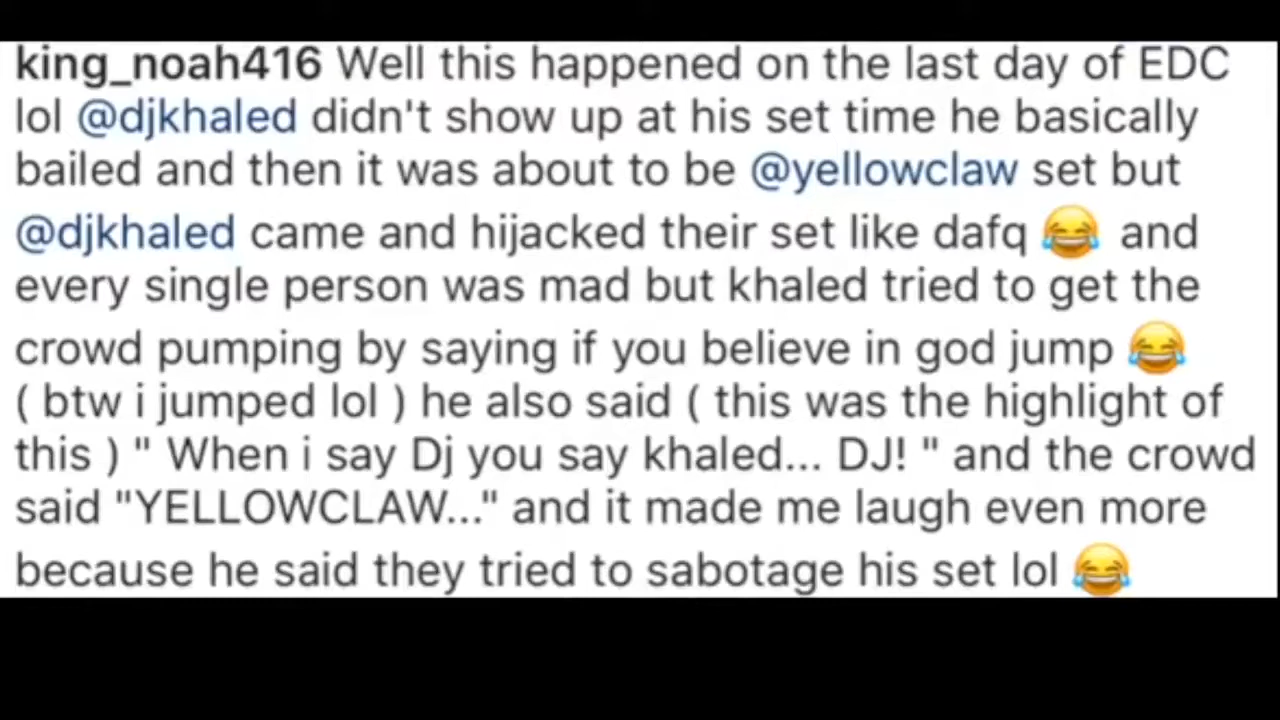 king_noah416 Well this happened on the last day of EDC
lol @djkhaled didn't show up at his set time he basically
bailed and then it was about to be @yellowclaw set but
@djkhaled came and hijacked their set like dafq 😂 and
every single person was mad but khaled tried to get the
crowd pumping by saying if you believe in god jump 😂
( btw i jumped lol ) he also said ( this was the highlight of
this ) " When i say Dj you say khaled... DJ! " and the crowd
said "YELLOWCLAW..." and it made me laugh even more
because he said they tried to sabotage his set lol 😂